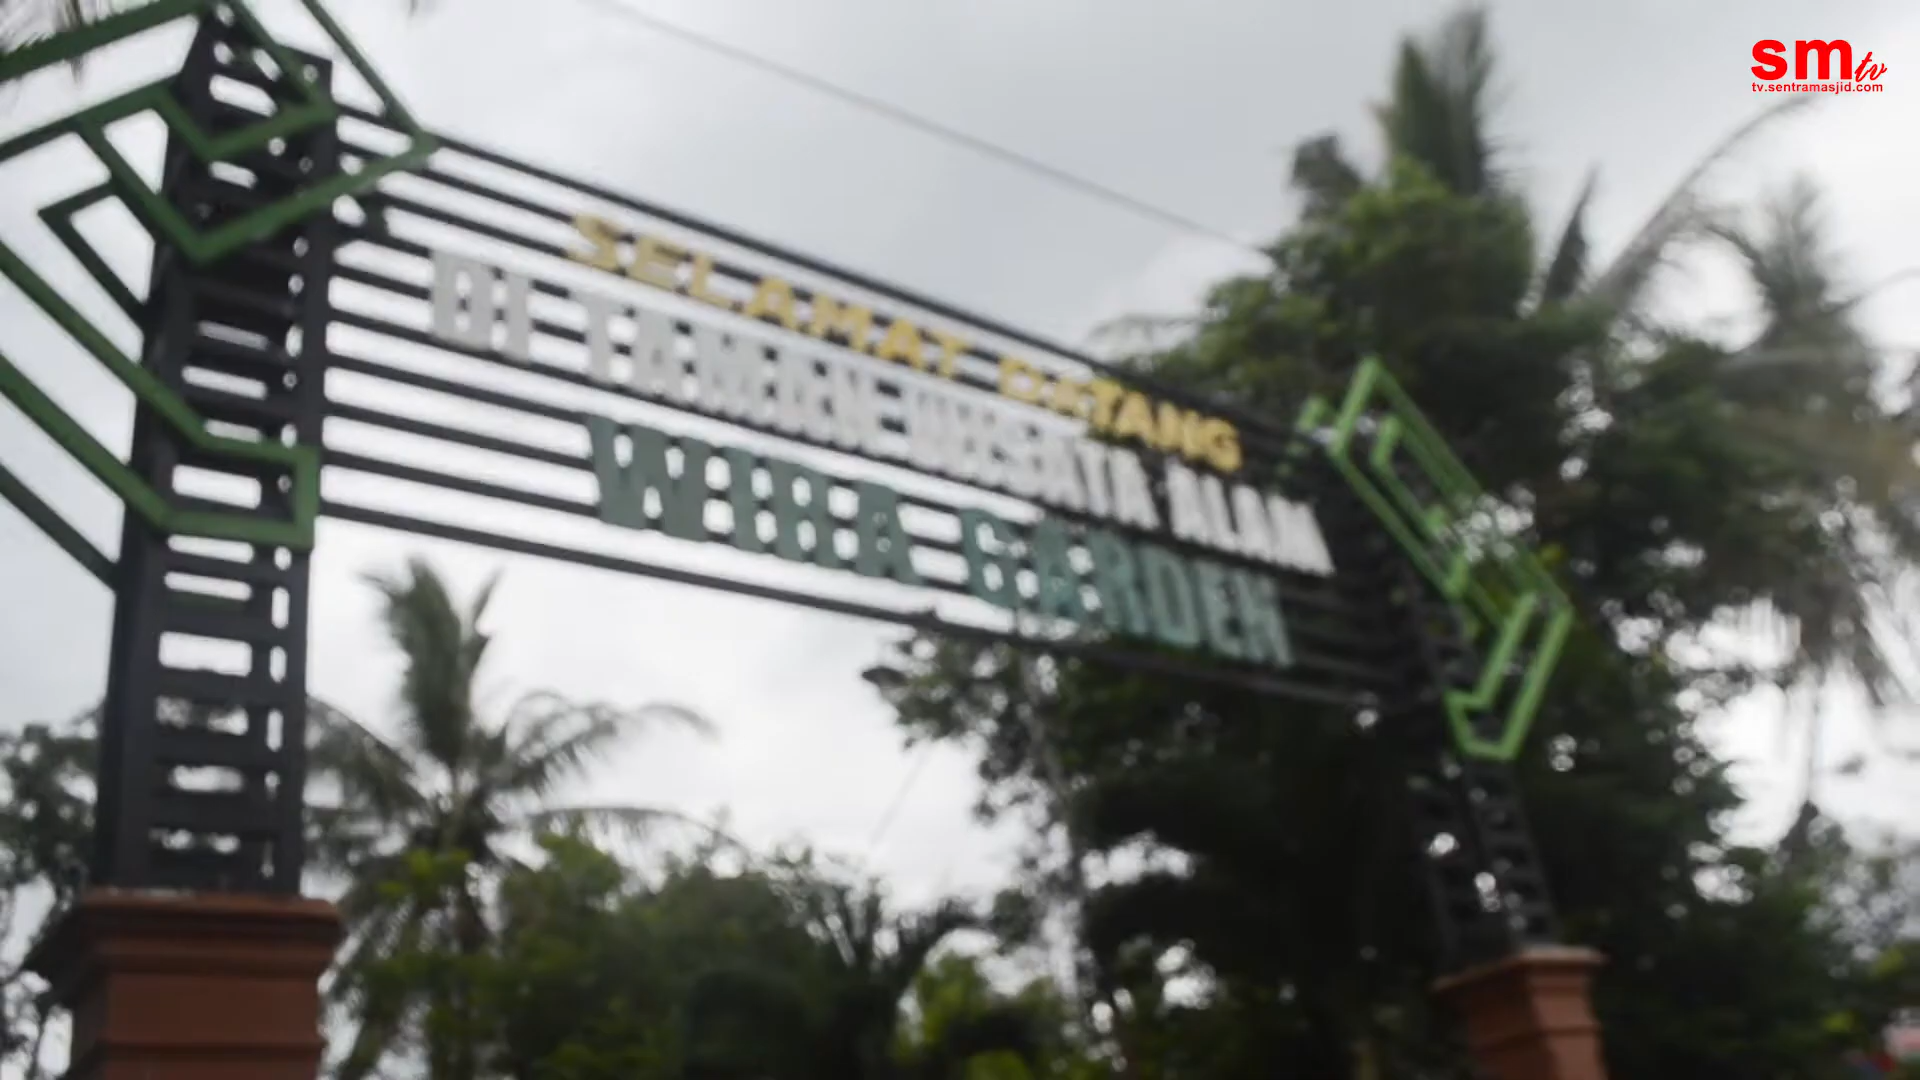 sm tv
tv.sentramasjid.com
SELAMAT DATANG
DI TAMAN WISATA ALAM
WIRA GARDEN